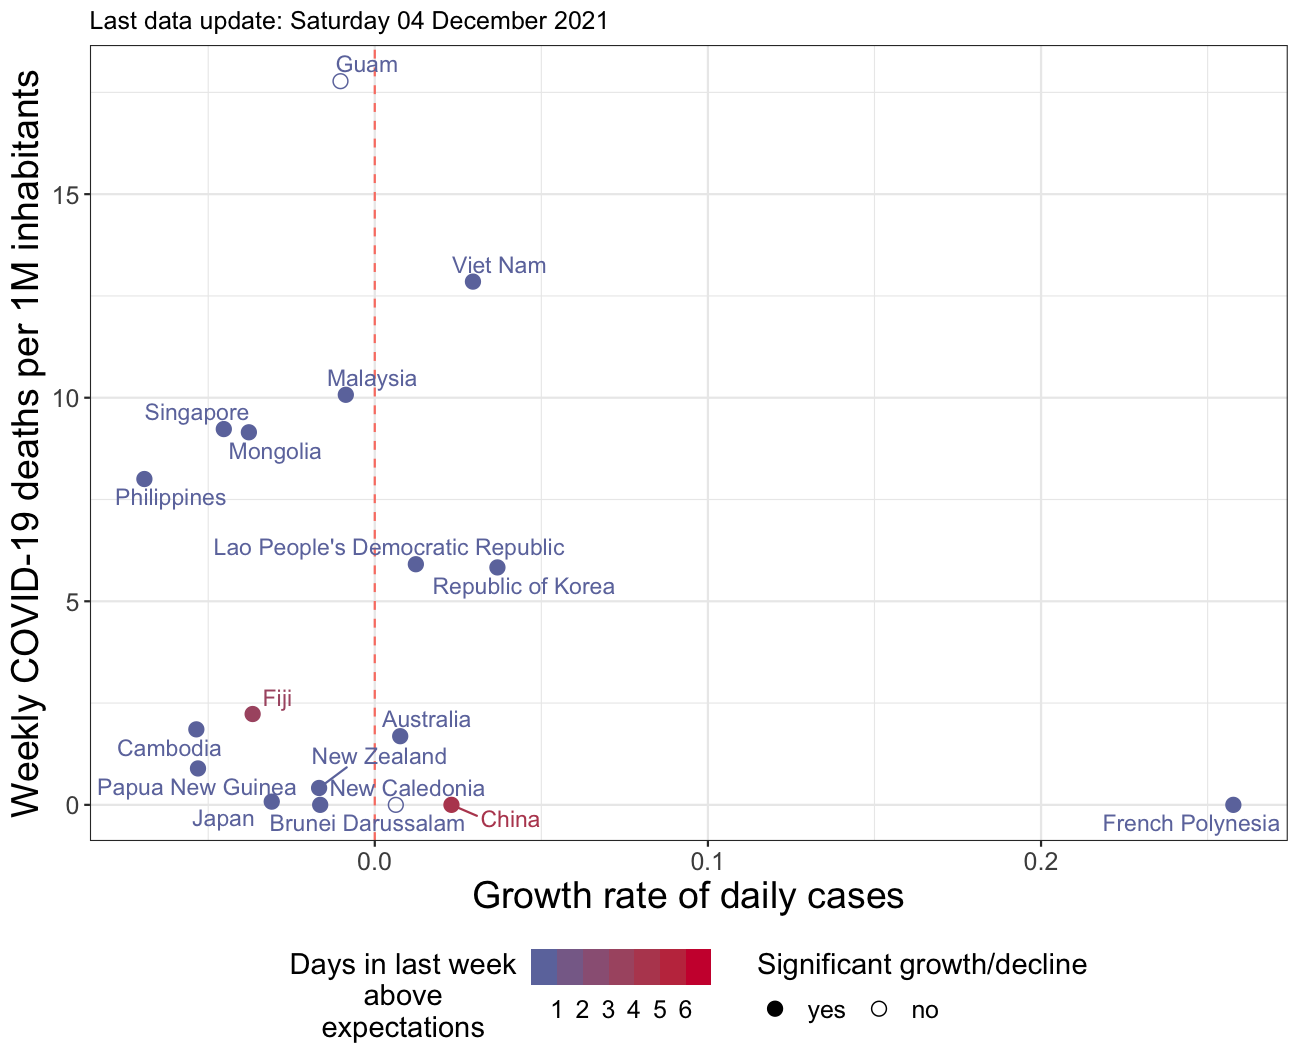 Last data update: Saturday 04 December 2021
Weekly COVID-19 deaths per 1M inhabitants
Guam
15
Viet Nam
Malaysia
10
Singapore
Mongolia
Philippines
Lao People's Democratic Republic
Republic of Korea
5
Fiji
Australia
Cambodia
New Zealand
Papua New Guinea
New Caledonia
0
Japan
Brunei Darussalam
China
French Polynesia
0.0 0.1 0.2
Growth rate of daily cases
Days in last week
above
expectations
1 2 3 4 5 6
Significant growth/decline
yes no